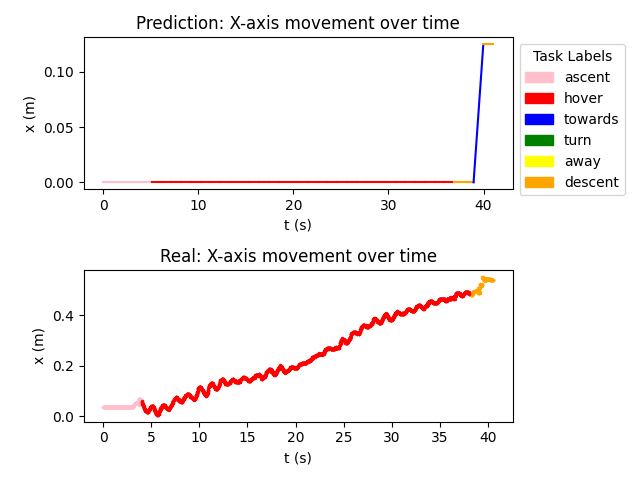 Prediction: X-axis movement over time
0.10
0.05
0.00
x (m)
0 10 20 30 40
t (s)
Task Labels
ascent
hover
towards
turn
away
descent
Real: X-axis movement over time
0.4
0.2
0.0
x (m)
0 5 10 15 20 25 30 35 40
t (s)